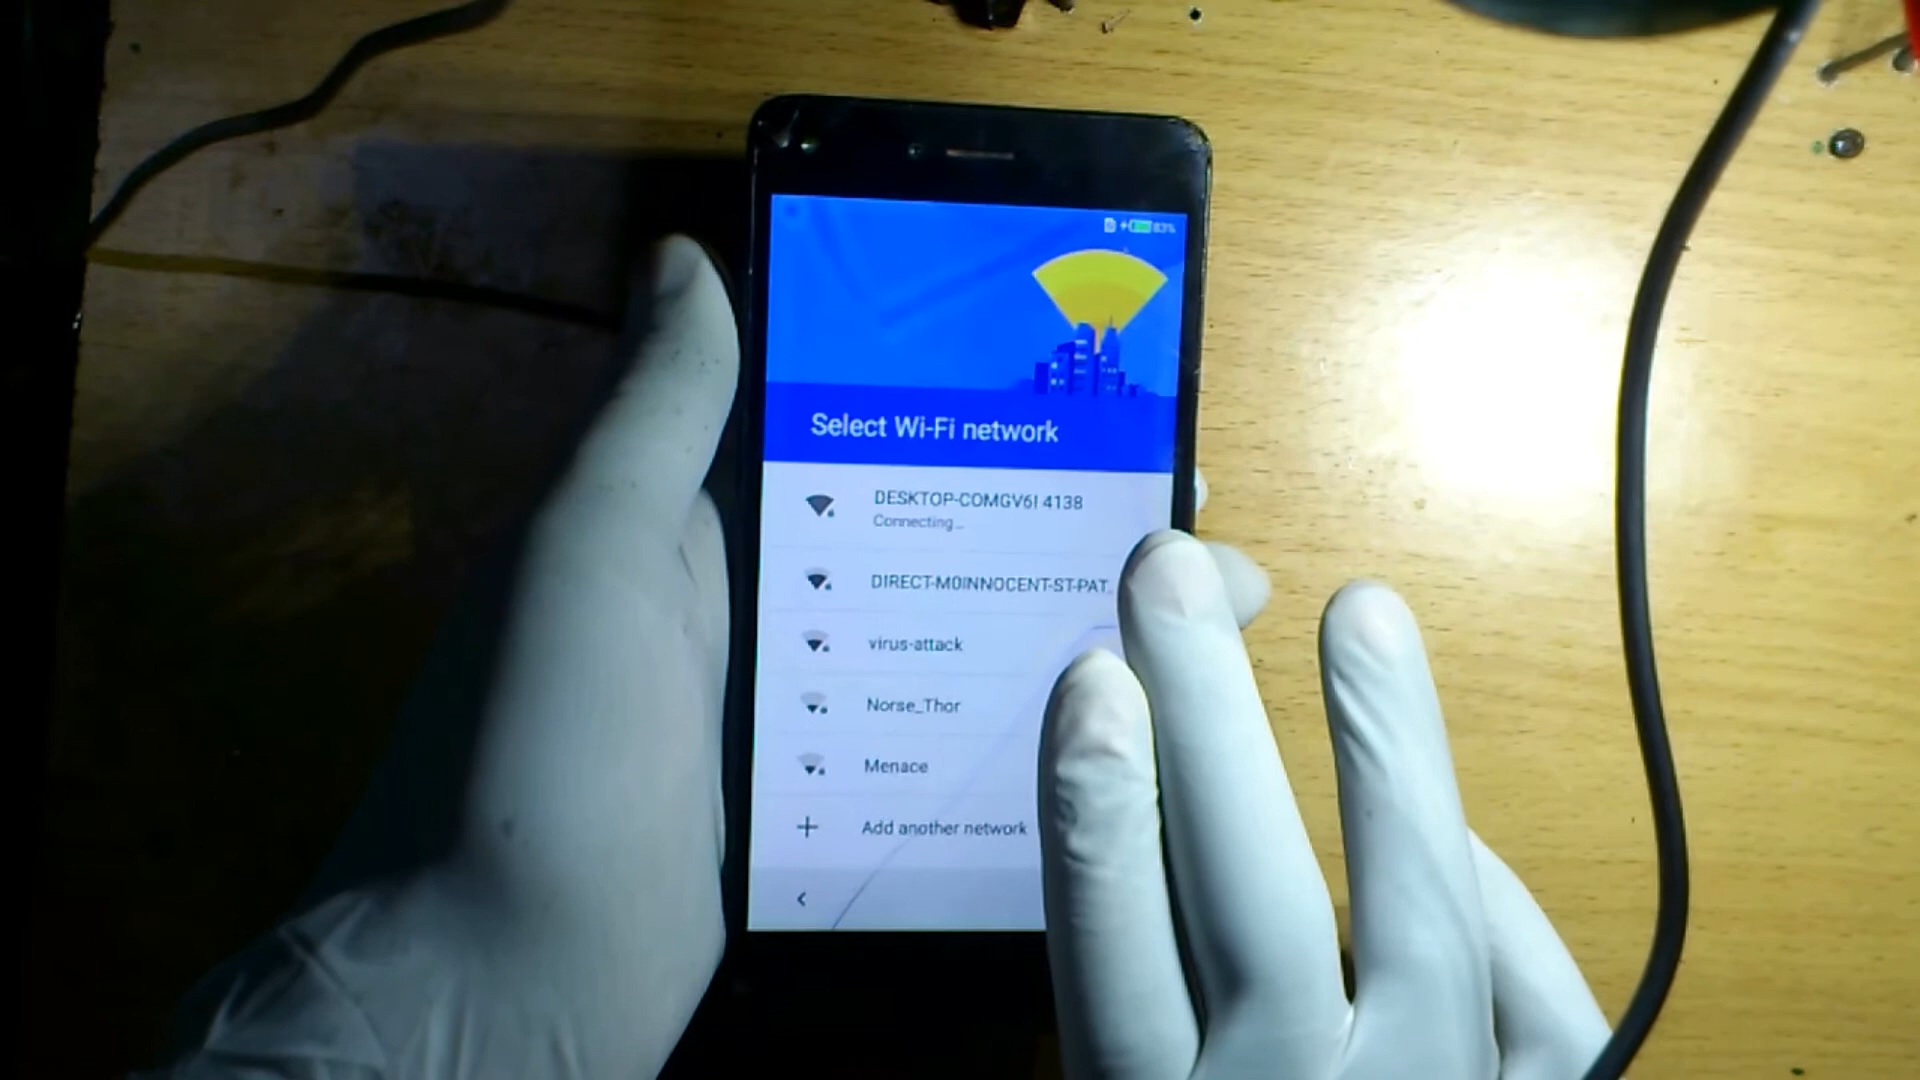 83%
Select Wi-Fi network
DESKTOP-COMGV6I 4138
Connecting...
DIRECT-M0INNOCENT-ST-PAT..
virus-attack
Norse_Thor
Menace
Add another network